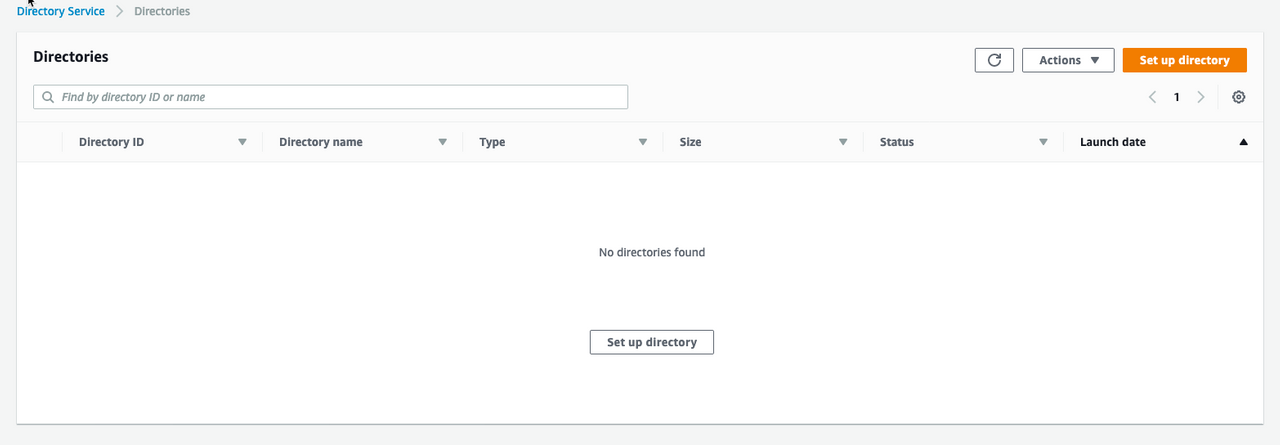 Directory Service > Directories
Directories
Actions
Set up directory
Find by directory ID or name
1
Directory ID
Directory name
Type
Size
Status
Launch date
No directories found
Set up directory